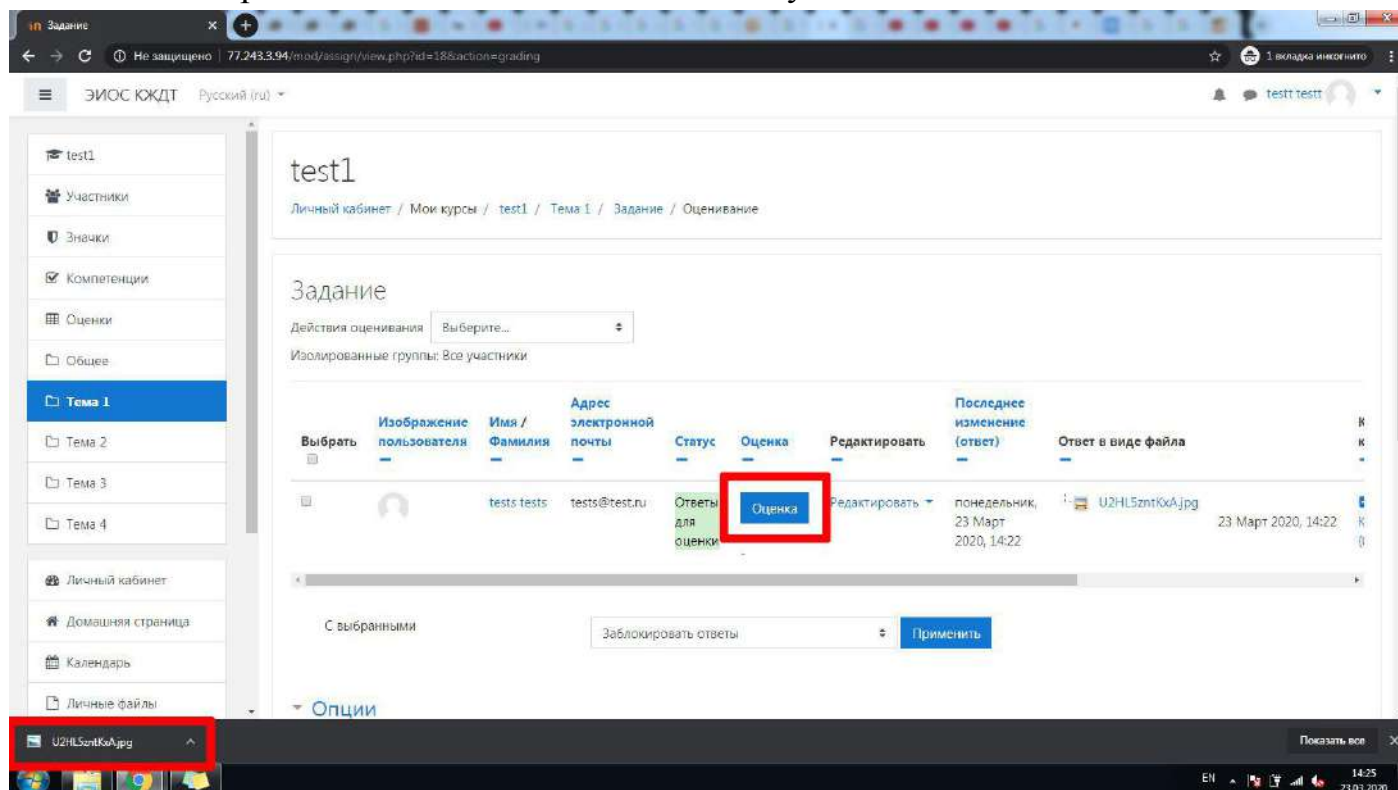 Задание
Не защищено 77.243.3.94/mod/assign/view.php?id=18&action=grading
1 вкладка инкогнито
ЭИОС КЖДТ Русский (ru)
testt testt
test1
Участники
Значки
Компетенции
Оценки
Общее
Тема 1
Тема 2
Тема 3
Тема 4
Личный кабинет
Домашняя страница
Календарь
Личные файлы
test1
Личный кабинет / Мои курсы / test1 / Тема 1 / Задание / Оценивание
Задание
Действия оценивания Выберите...
Изолированные группы: Все участники
Выбрать
Изображение пользователя
Имя / Фамилия
Адрес электронной почты
Статус
Оценка
Редактировать
Последнее изменение (ответ)
Ответ в виде файла
tests tests
tests@test.ru
Ответы для оценки
Оценка
Редактировать
понедельник, 23 Март 2020, 14:22
U2HL5zntKxA.jpg
23 Март 2020, 14:22
С выбранными
Заблокировать ответы
Применить
Опции
U2HL5zntKxA.jpg
Показать все
EN
14:25
23.03.2020